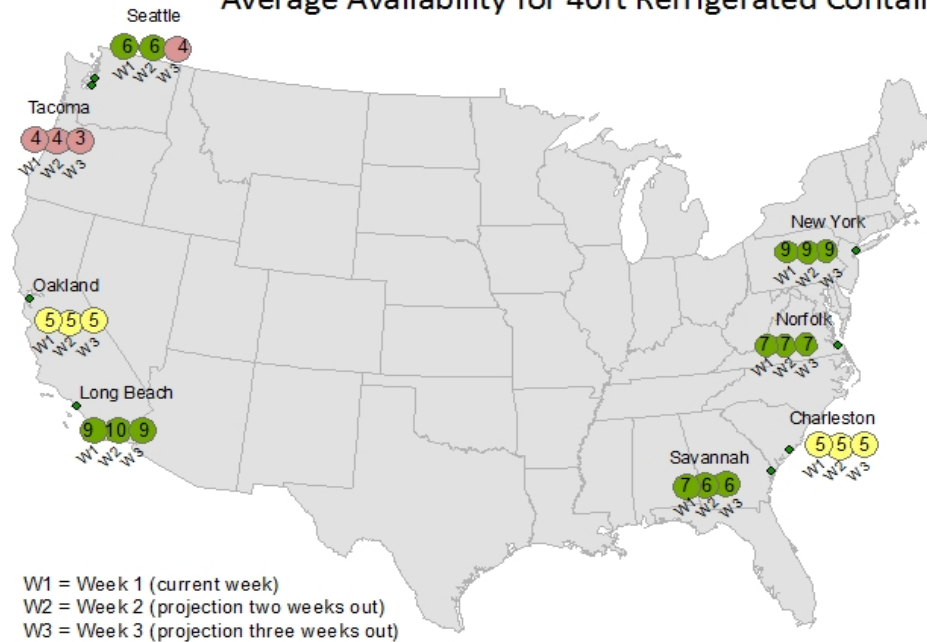 Average Availability for 40ft Refrigerated
Seattle
6 6 4
W1 W2 W3
Tacoma
4 4 3
W1 W2 W3
New York
9 9 9
W1 W2 W3
Oakland
5 5 5
W1 W2 W3
Norfolk
7 7 7
W1 W2 W3
Long Beach
9 10 9
W1 W2 W3
Charleston
5 5 5
W1 W2 W3
Savannah
7 6 6
W1 W2 W3
W1 = Week 1 (current week)
W2 = Week 2 (projection two weeks out)
W3 = Week 3 (projection three weeks out)